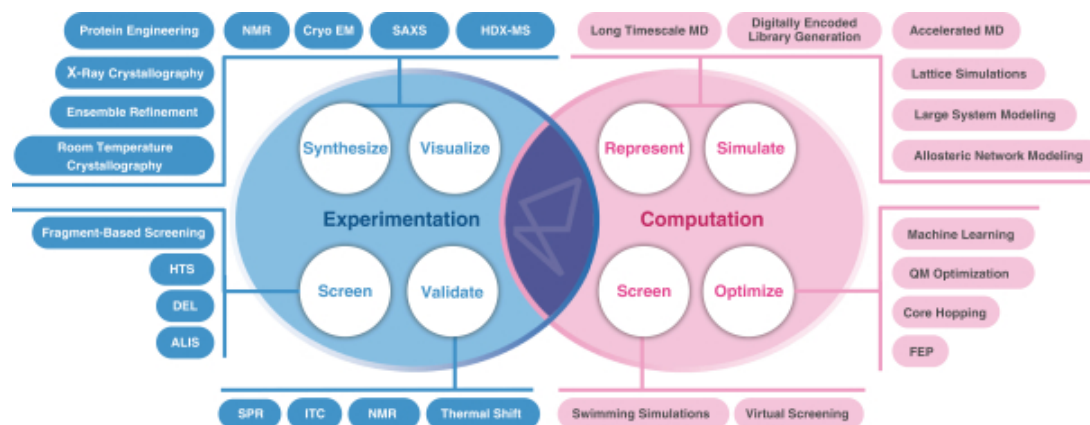 Protein Engineering
NMR
Cryo EM
SAXS
HDX-MS
Long Timescale MD
Digitally Encoded
Library Generation
Accelerated MD
X-Ray Crystallography
Lattice Simulations
Ensemble Refinement
Large System Modeling
Room Temperature
Crystallography
Allosteric Network Modeling
Synthesize
Visualize
Represent
Simulate
Experimentation
Computation
Fragment-Based Screening
HTS
DEL
ALIS
Screen
Validate
Screen
Optimize
Machine Learning
QM Optimization
Core Hopping
FEP
SPR
ITC
NMR
Thermal Shift
Swimming Simulations
Virtual Screening